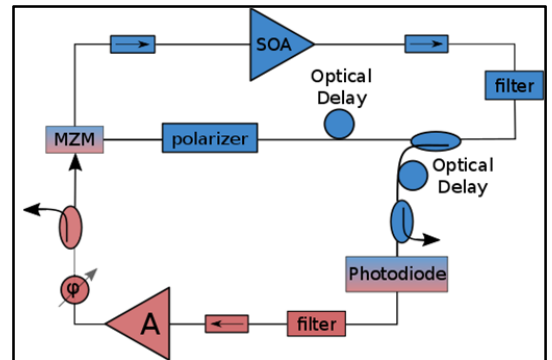 SOA
Optical
Delay
filter
MZM
polarizer
Optical
Delay
Photodiode
φ
A
filter